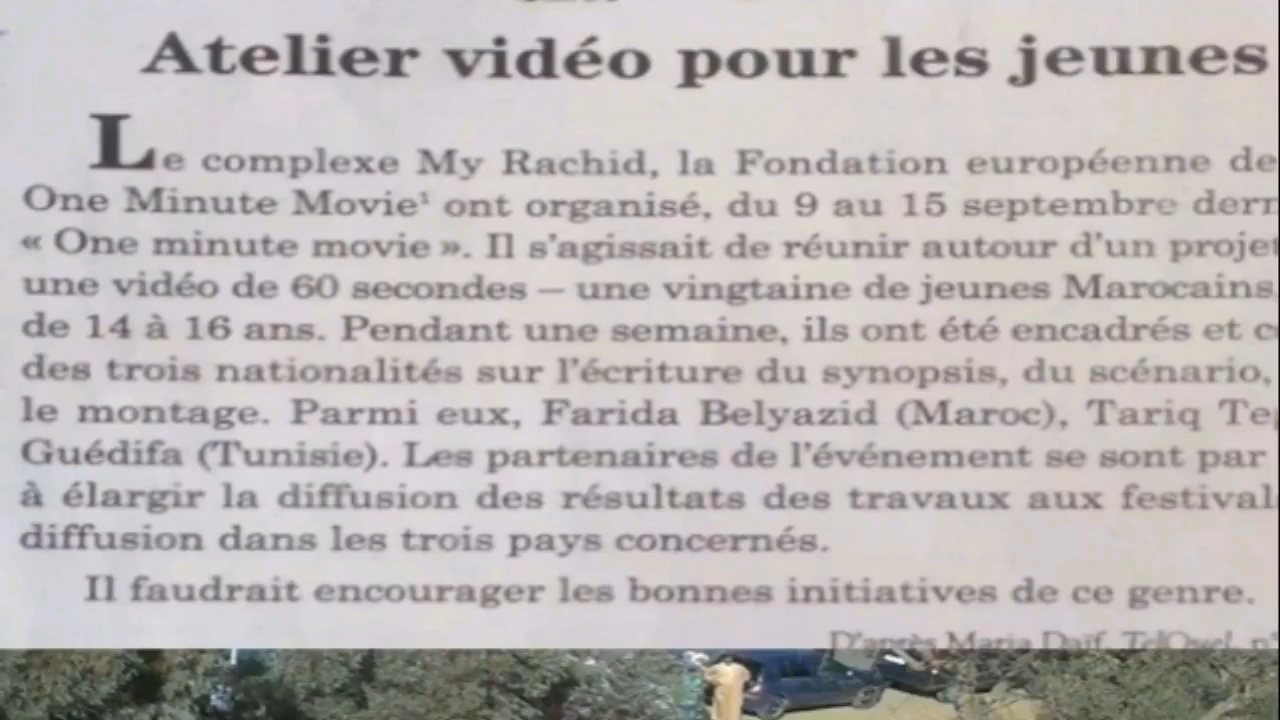 Atelier vidéo pour les jeunes
Le complexe My Rachid, la Fondation européenne de
One Minute Movie¹ ont organisé, du 9 au 15 septembre
« One minute movie ». Il s'agissait de réunir autour d'un projet
une vidéo de 60 secondes – une vingtaine de jeunes Marocains,
de 14 à 16 ans. Pendant une semaine, ils ont été encadrés et
des trois nationalités sur l'écriture du synopsis, du scénario,
le montage. Parmi eux, Farida Belyazid (Maroc), Tariq
Guédifa (Tunisie). Les partenaires de l'événement se sont par
à élargir la diffusion des résultats des travaux aux
diffusion dans les trois pays concernés.
Il faudrait encourager les bonnes initiatives de ce genre.
D'après Maria Daïf, TelQuel,